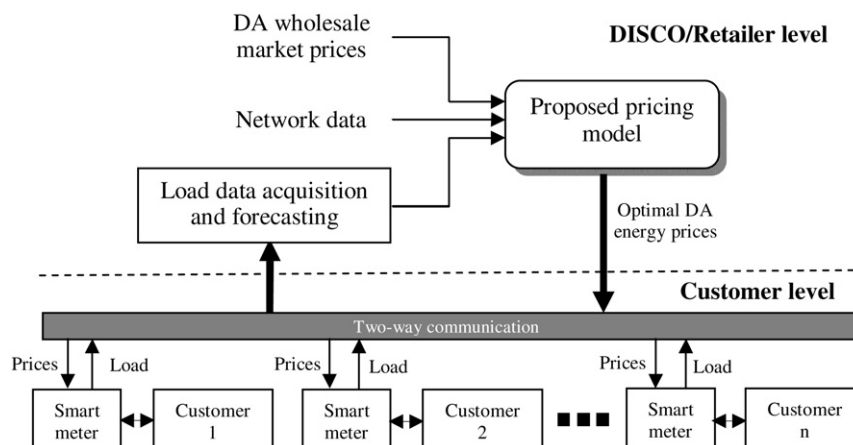 DA wholesale
market prices
DISCO/Retailer level
Network data
Proposed pricing
model
Load data acquisition
and forecasting
Optimal DA
energy prices
Customer level
Two-way communication
Prices
Load
Prices
Load
Prices
Load
Smart
meter
Customer
1
Smart
meter
Customer
2
Smart
meter
Customer
n